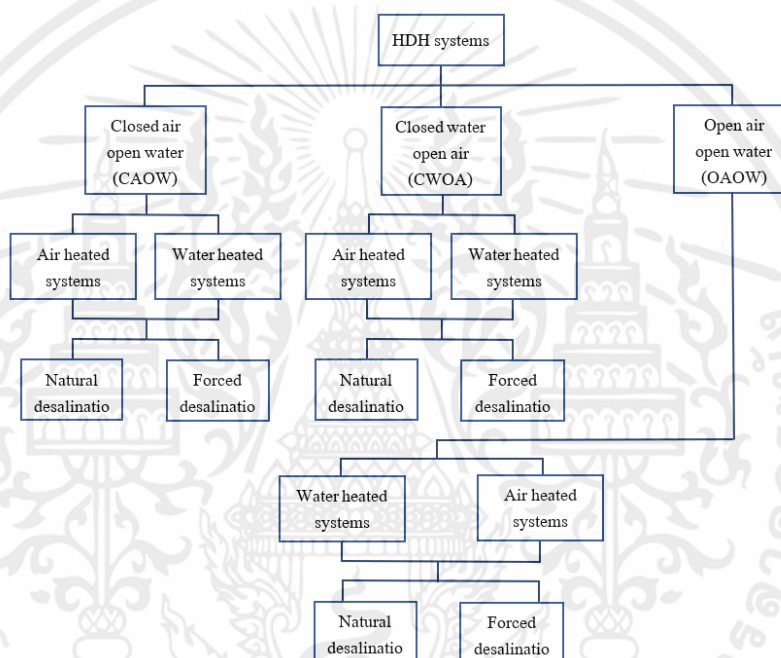 HDH systems
Closed air
open water
(CAOW)
Closed water
open air
(CWOA)
Open air
open water
(OAOW)
Air heated
systems
Water heated
systems
Air heated
systems
Water heated
systems
Natural
desalinatio
Forced
desalinatio
Natural
desalinatio
Forced
desalinatio
Water heated
systems
Air heated
systems
Natural
desalinatio
Forced
desalinatio